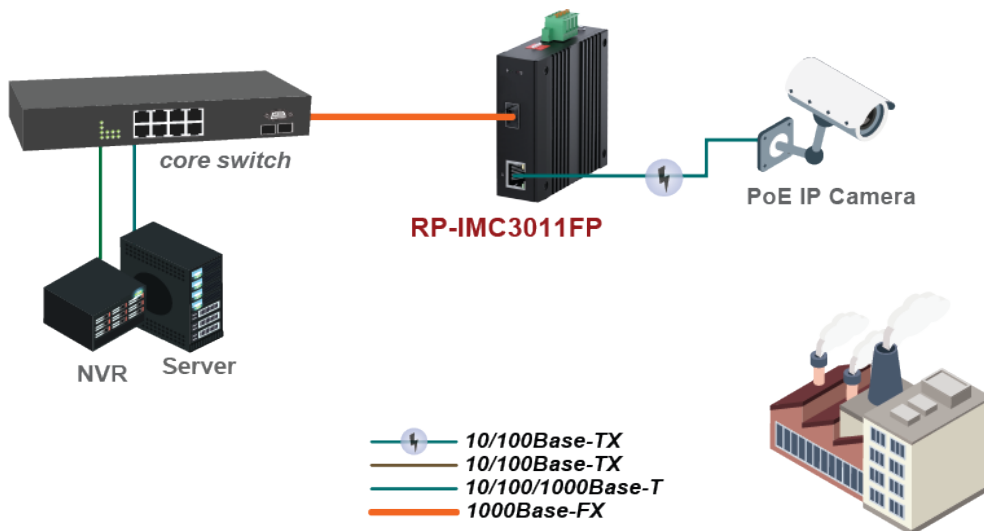 core switch
RP-IMC3011FP
PoE IP Camera
NVR
Server
10/100Base-TX
10/100Base-TX
10/100/1000Base-T
1000Base-FX